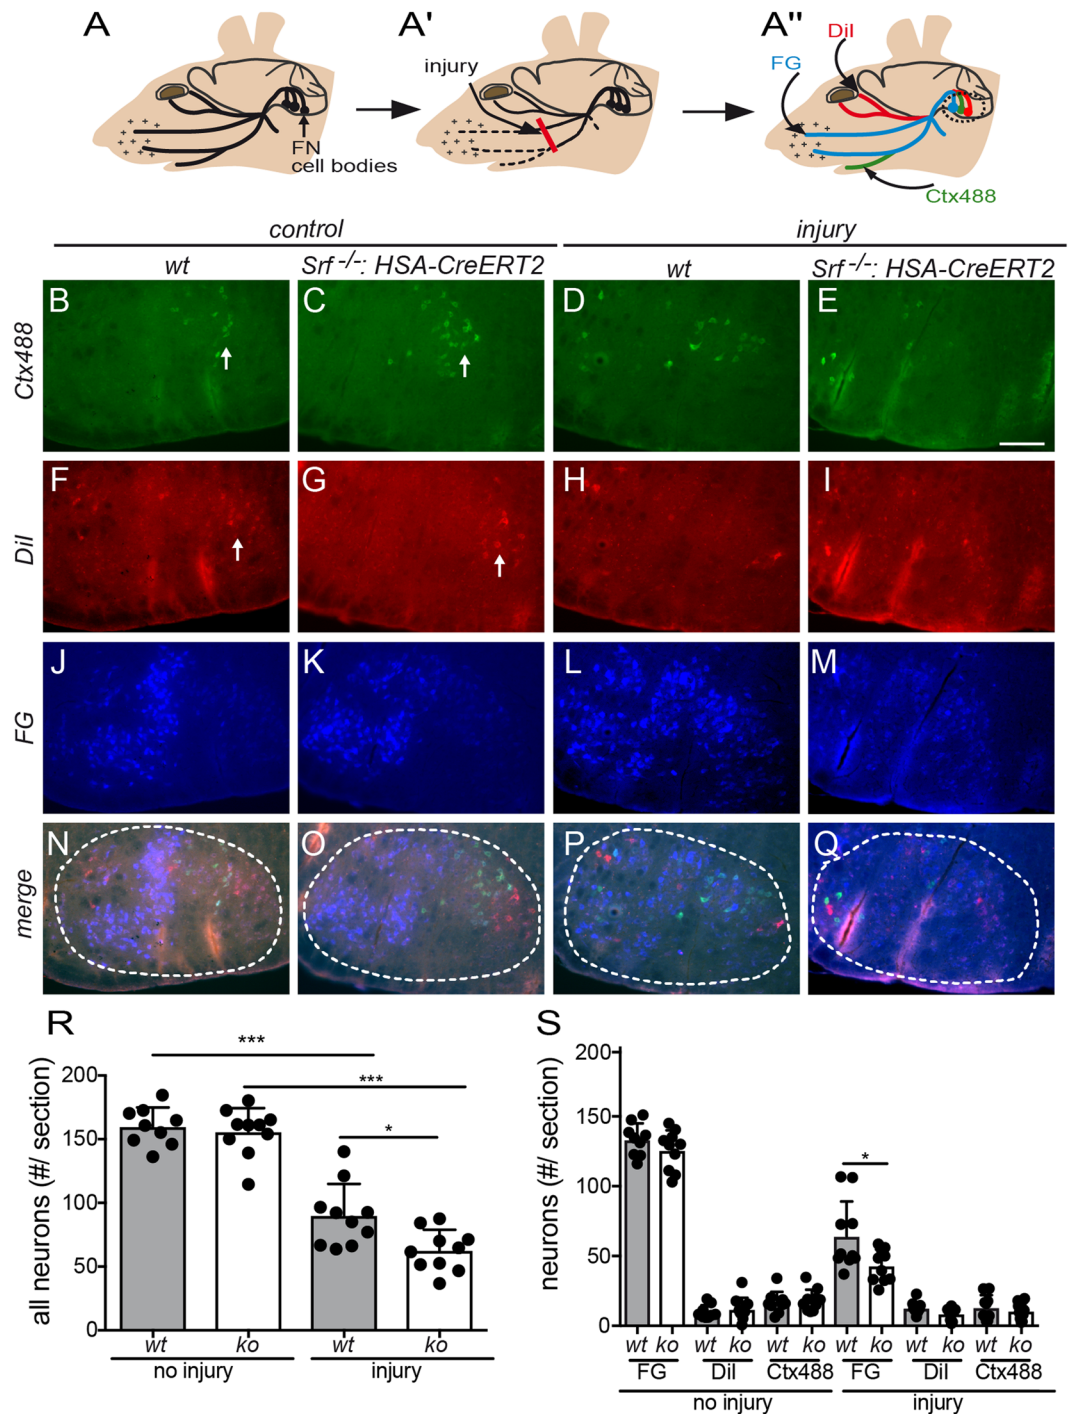 A
A'
A"
injury
DiI
FG
FN
cell bodies
Ctx488
control
injury
wt
Srf -/-: HSA-CreERT2
wt
Srf -/-: HSA-CreERT2
Ctx488
B
C
D
E
DiI
F
G
H
I
FG
J
K
L
M
merge
N
O
P
Q
R
all neurons (#/ section)
200
150
100
50
0
***
***
*
wt
ko
wt
ko
no injury
injury
S
neurons (#/ section)
200
150
100
50
0
*
wt ko wt ko wt ko wt ko wt ko wt ko
FG DiI Ctx488 FG DiI Ctx488
no injury
injury